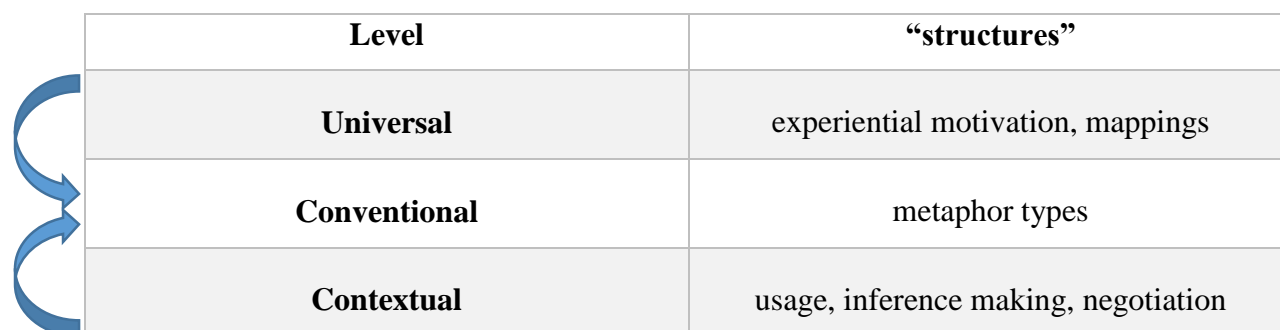 Level “structures”
Universal experiential motivation, mappings
Conventional metaphor types
Contextual usage, inference making, negotiation